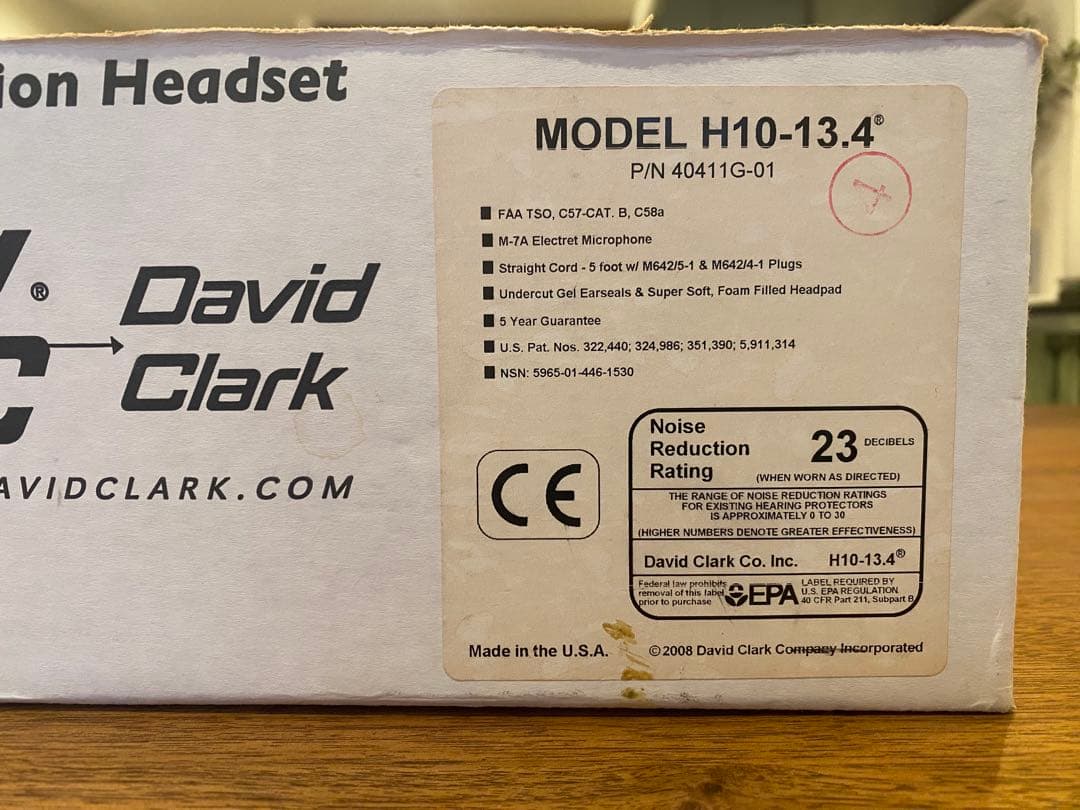 ion Headset
David
Clark
AVIDCLARK.COM
MODEL H10-13.4®
P/N 40411G-01
FAA TSO, C57-CAT. B, C58a
M-7A Electret Microphone
Straight Cord - 5 foot w/ M642/5-1 & M642/4-1 Plugs
Undercut Gel Earseals & Super Soft, Foam Filled Headpad
5 Year Guarantee
U.S. Pat. Nos. 322,440; 324,986; 351,390; 5,911,314
NSN: 5965-01-446-1530
CE
Noise
Reduction
Rating
23 DECIBELS
(WHEN WORN AS DIRECTED)
THE RANGE OF NOISE REDUCTION RATINGS
FOR EXISTING HEARING PROTECTORS
IS APPROXIMATELY 0 TO 30
(HIGHER NUMBERS DENOTE GREATER EFFECTIVENESS)
David Clark Co. Inc. H10-13.4®
Federal law prohibits
removal of this label
prior to purchase
EPA
LABEL REQUIRED BY
U.S. EPA REGULATION
40 CFR Part 211, Subpart B
Made in the U.S.A.
©2008 David Clark Company Incorporated